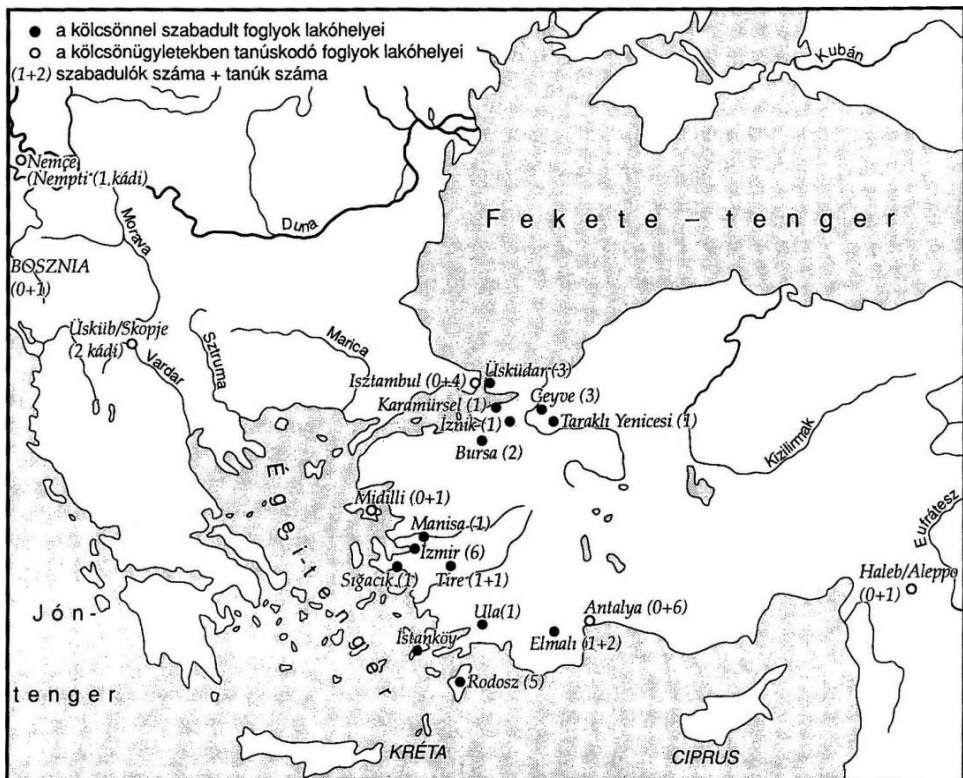 ● a kölcsönnel szabadult foglyok lakóhelyei
○ a kölcsönügyletekben tanúskodó foglyok lakóhelyei
(1+2) szabadulók száma + tanúk száma
Kubán
Nemçe
(Nempti (1 kádi)
Duna
Morava
Fekete-tenger
BOSZNIA
(0+1)
Üsküb/Skopje
(2 kádi)
Vardar
Sztruma
Marica
Isztambul (0+4)
Üsküdar (3)
Karamürsel (1)
Geyve (3)
İznik (1)
Taraklı Yenicesi (1)
Bursa (2)
Kizilirmak
Égei-tenger
Midilli (0+1)
Manisa (1)
İzmir (6)
Sığacik (1)
Tire (1+1)
Eufrátesz
Haleb/Aleppo
(0+1)
Jón-
tenger
Ula(1)
Antalya (0+6)
İstanköy
Elmalı (1+2)
Rodosz (5)
KRÉTA
CIPRUS